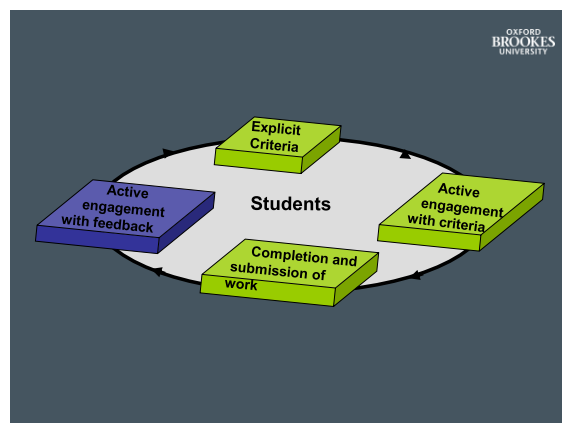 OXFORD
BROOKES
UNIVERSITY
Explicit
Criteria
Active
engagement
with feedback
Students
Active
engagement
with criteria
Completion and
submission of
work